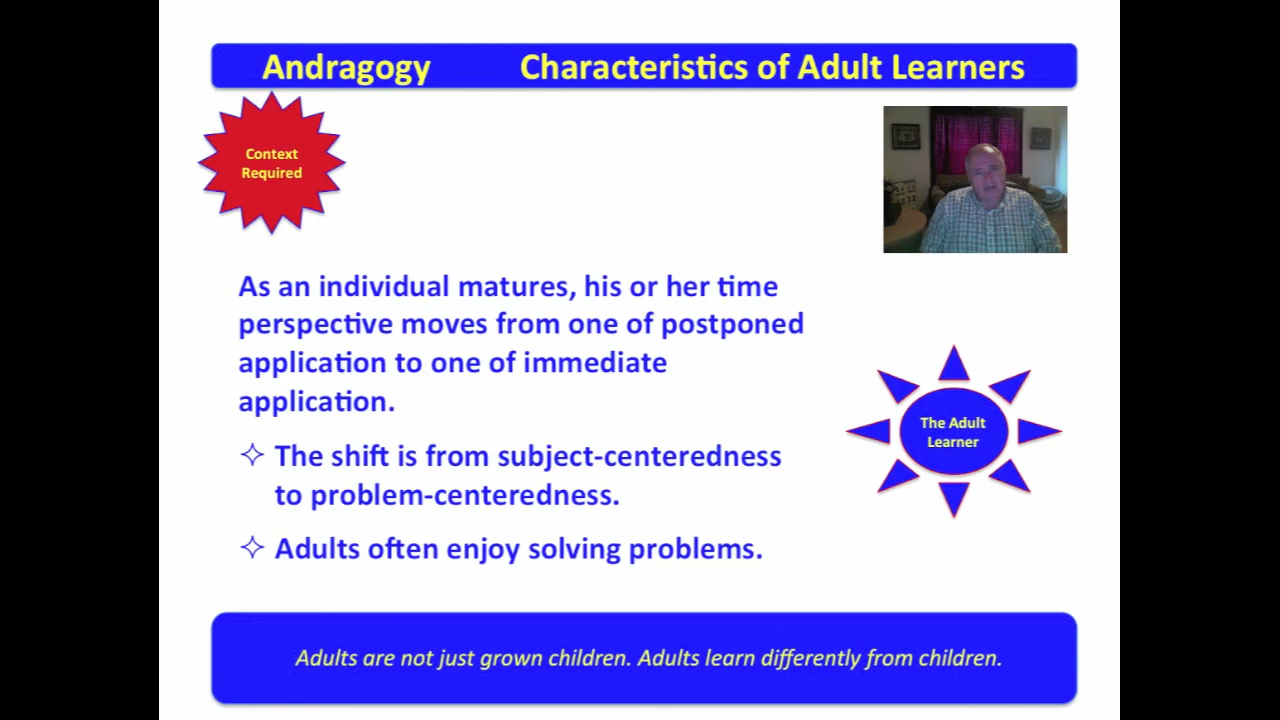 Andragogy Characteristics of Adult Learners
Context
Required
As an individual matures, his or her time
perspective moves from one of postponed
application to one of immediate
application.
The shift is from subject-centeredness
to problem-centeredness.
Adults often enjoy solving problems.
The Adult
Learner
Adults are not just grown children. Adults learn differently from children.